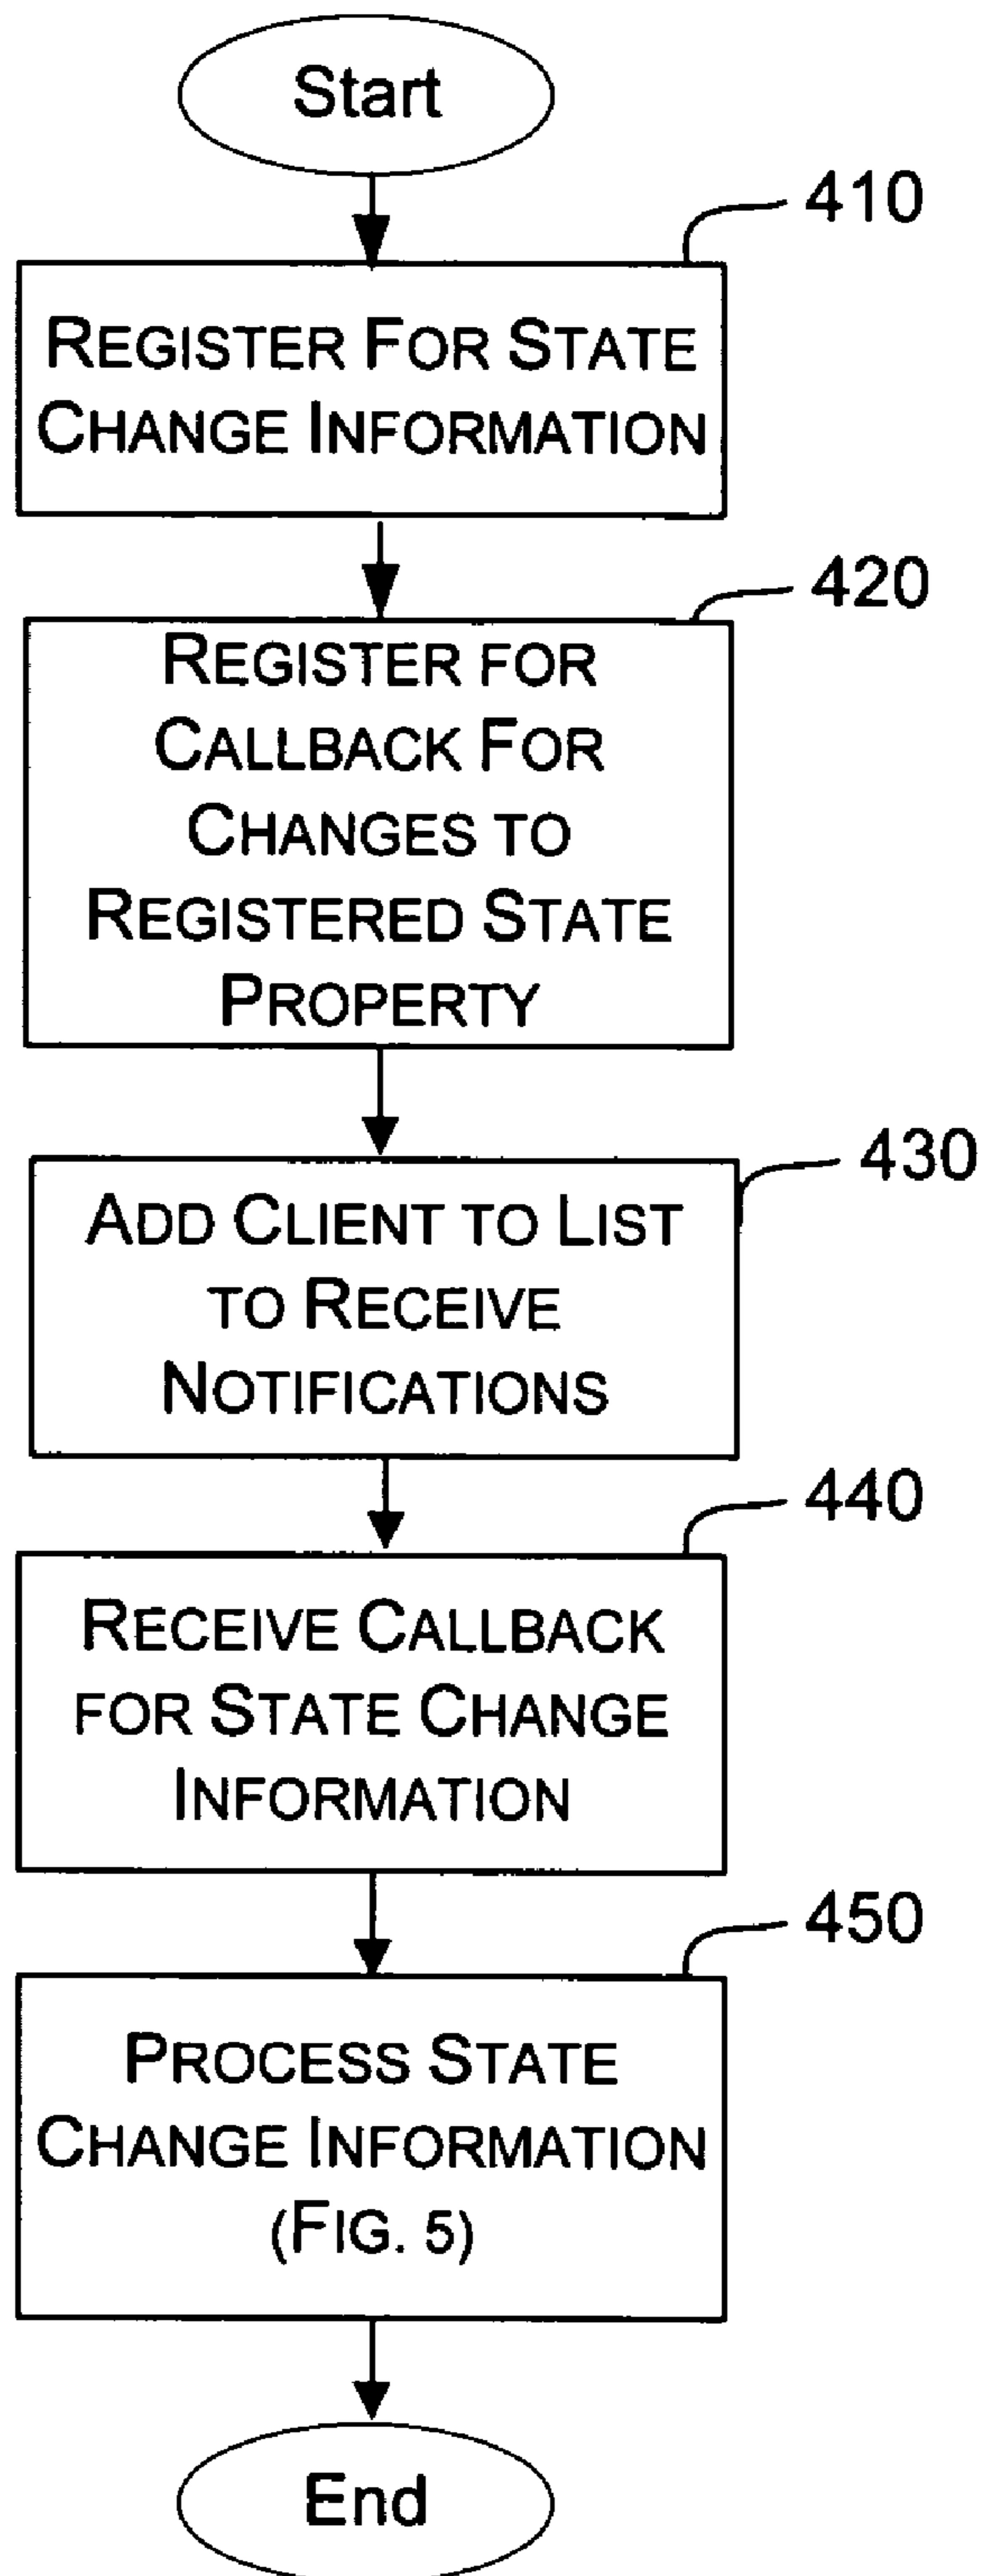 Start
410
REGISTER FOR STATE
CHANGE INFORMATION
420
REGISTER FOR
CALLBACK FOR
CHANGES TO
REGISTERED STATE
PROPERTY
430
ADD CLIENT TO LIST
TO RECEIVE
NOTIFICATIONS
440
RECEIVE CALLBACK
FOR STATE CHANGE
INFORMATION
450
PROCESS STATE
CHANGE INFORMATION
(FIG. 5)
End